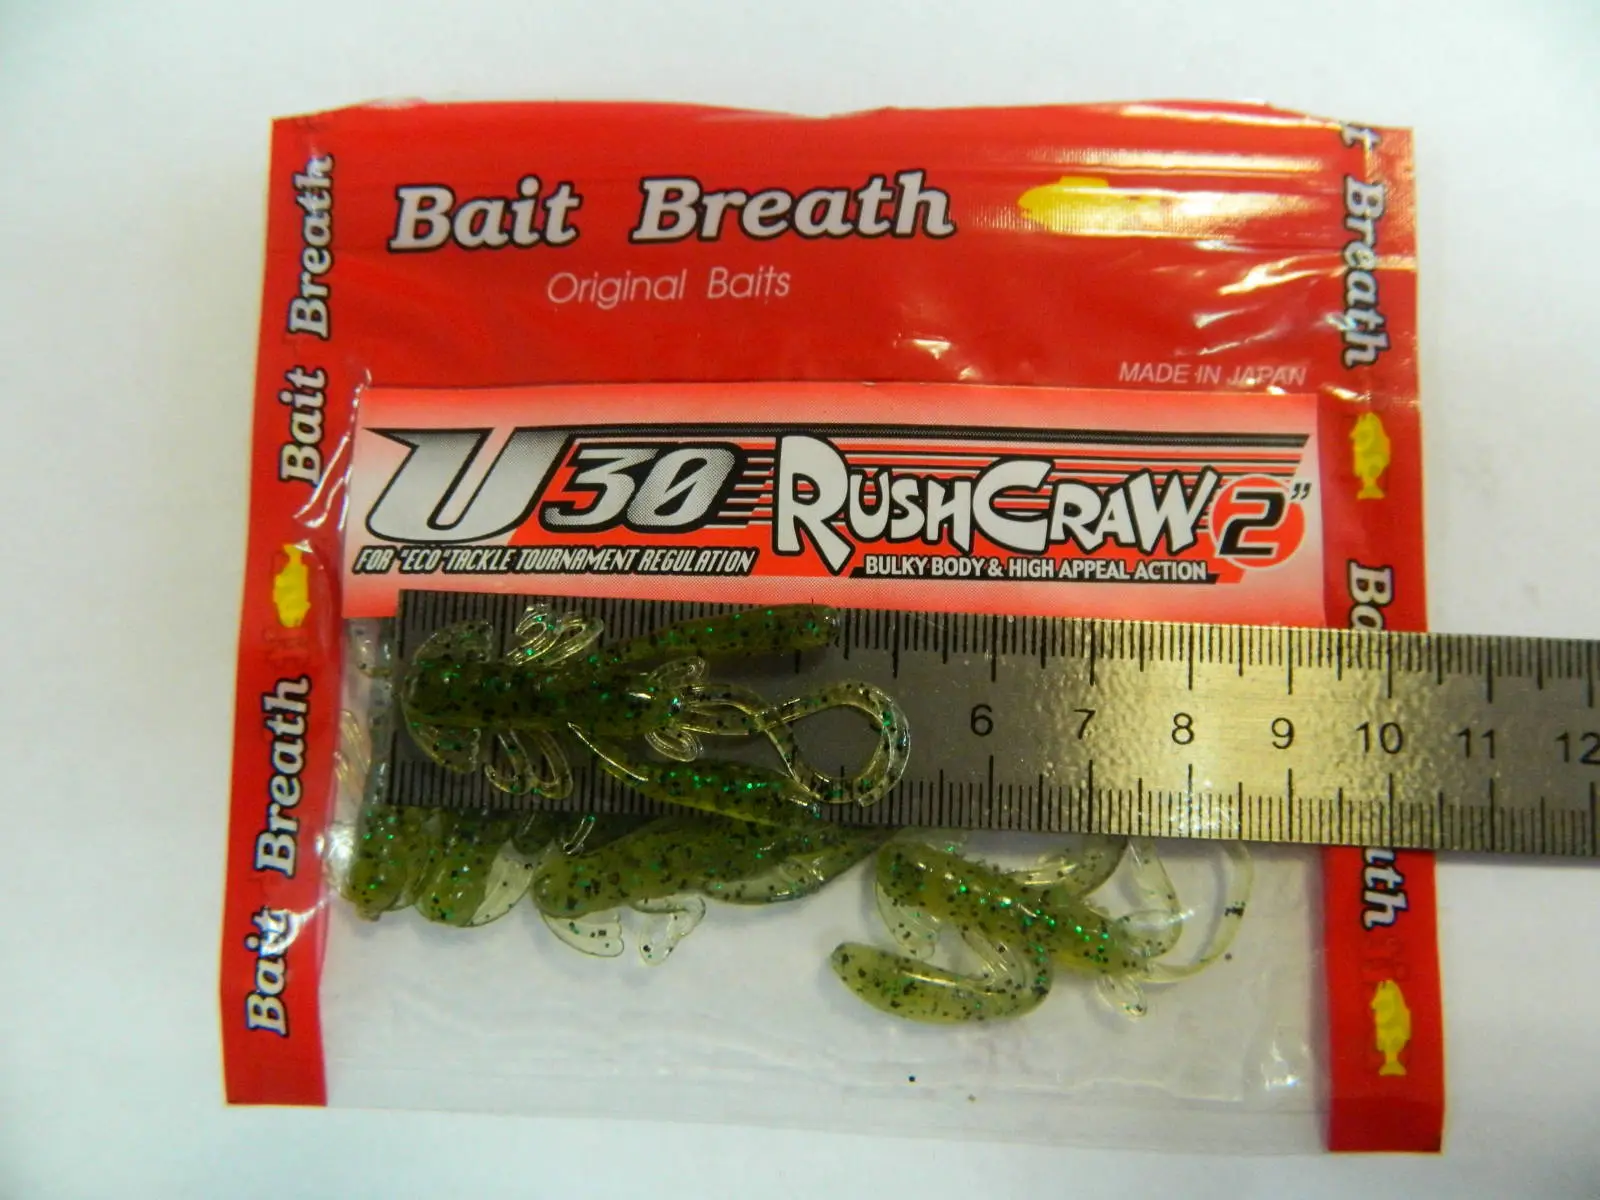 Bait Breath
Original Baits
MADE IN JAPAN
U30 RUSHCRAW 2"
FOR "ECO" TACKLE TOURNAMENT REGULATION
BULKY BODY & HIGH APPEAL ACTION
6 7 8 9 10 11 12
Bait Breath
Bait Breath
Bait Breath
t Breath